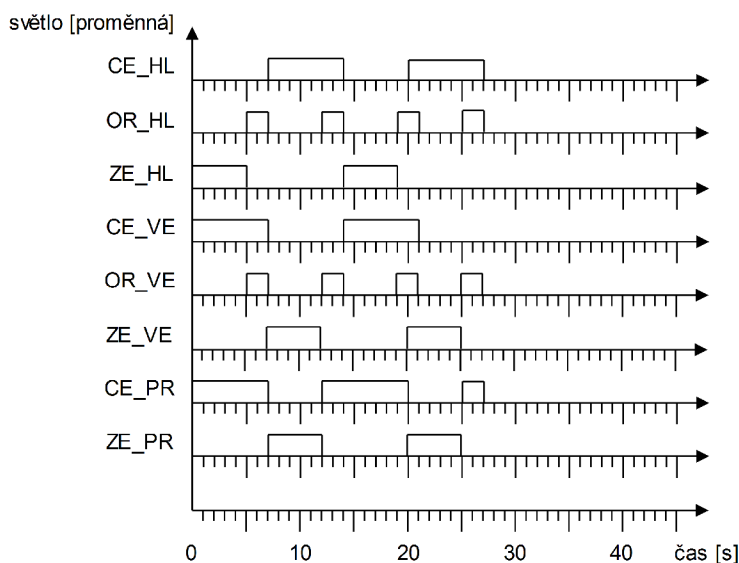 světlo [proměnná]
CE_HL
OR_HL
ZE_HL
CE_VE
OR_VE
ZE_VE
CE_PR
ZE_PR
0 10 20 30 40 čas [s]